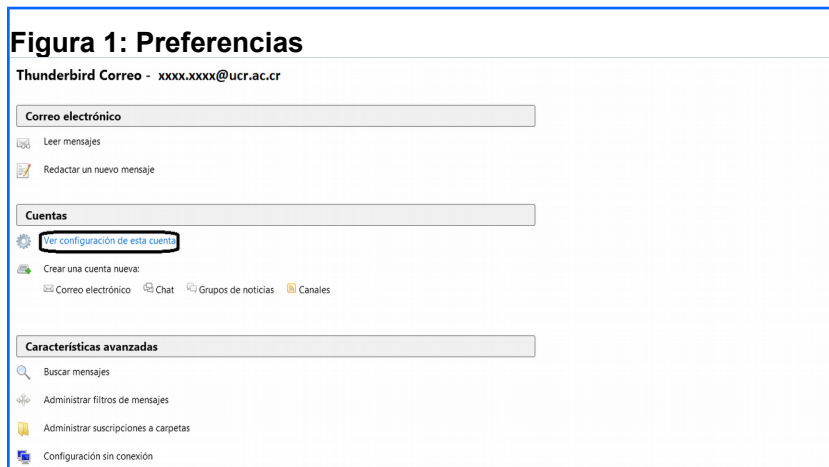 Figura 1: Preferencias
Thunderbird Correo - xxxx.xxxx@ucr.ac.cr
Correo electrónico
Leer mensajes
Redactar un nuevo mensaje
Cuentas
Ver configuración de esta cuenta
Crear una cuenta nueva:
Correo electrónico Chat Grupos de noticias Canales
Características avanzadas
Buscar mensajes
Administrar filtros de mensajes
Administrar suscripciones a carpetas
Configuración sin conexión